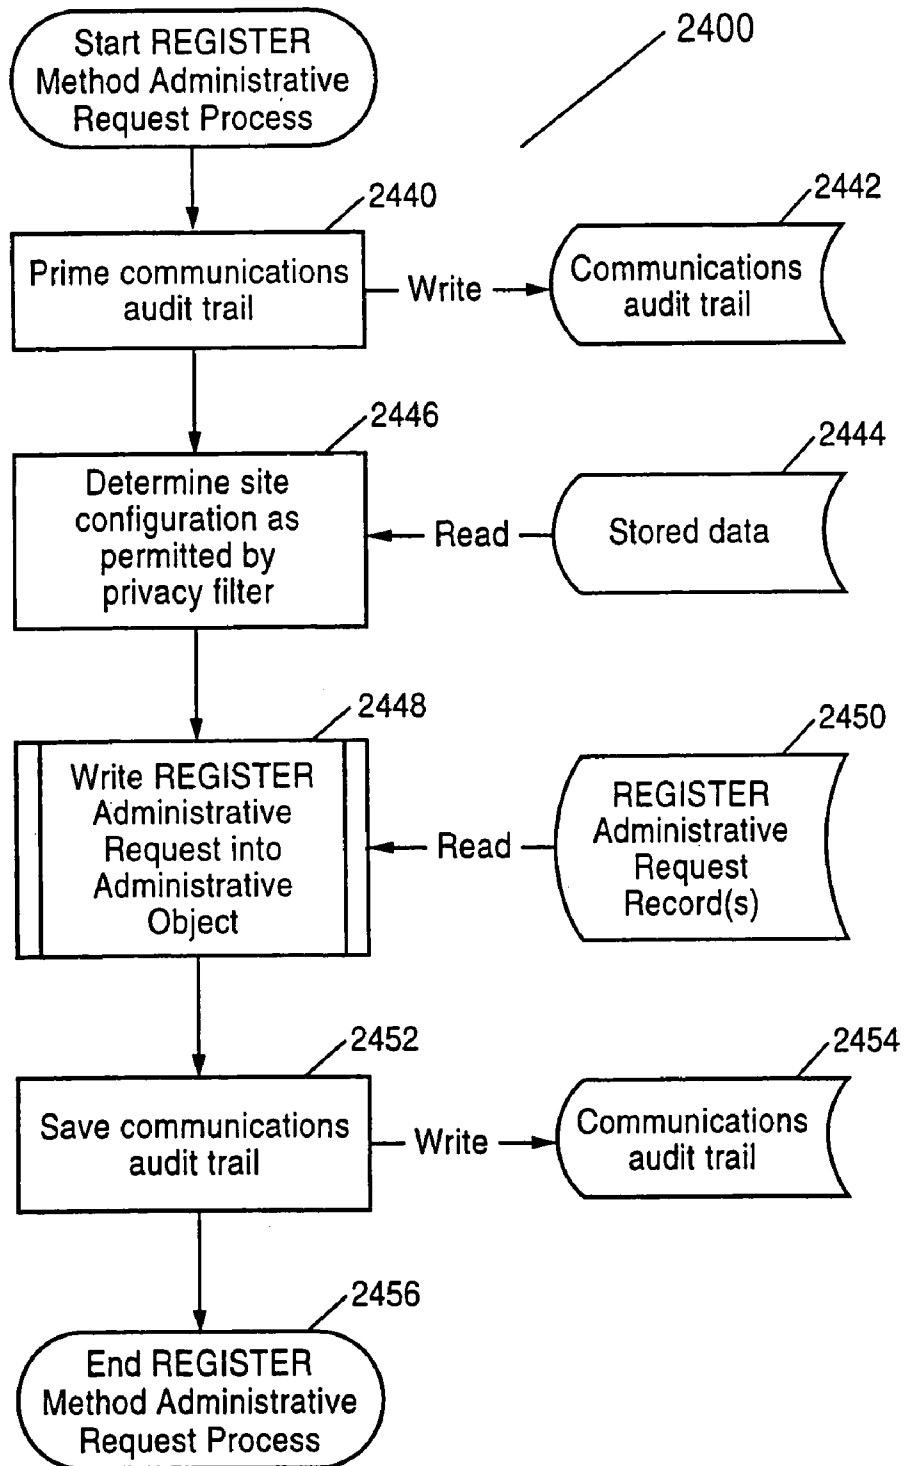 Start REGISTER
Method Administrative
Request Process
2400
2440
Prime communications
audit trail
Write
2442
Communications
audit trail
2446
Determine site
configuration as
permitted by
privacy filter
Read
2444
Stored data
2448
Write REGISTER
Administrative
Request into
Administrative
Object
Read
2450
REGISTER
Administrative
Request
Record(s)
2452
Save communications
audit trail
Write
2454
Communications
audit trail
2456
End REGISTER
Method Administrative
Request Process